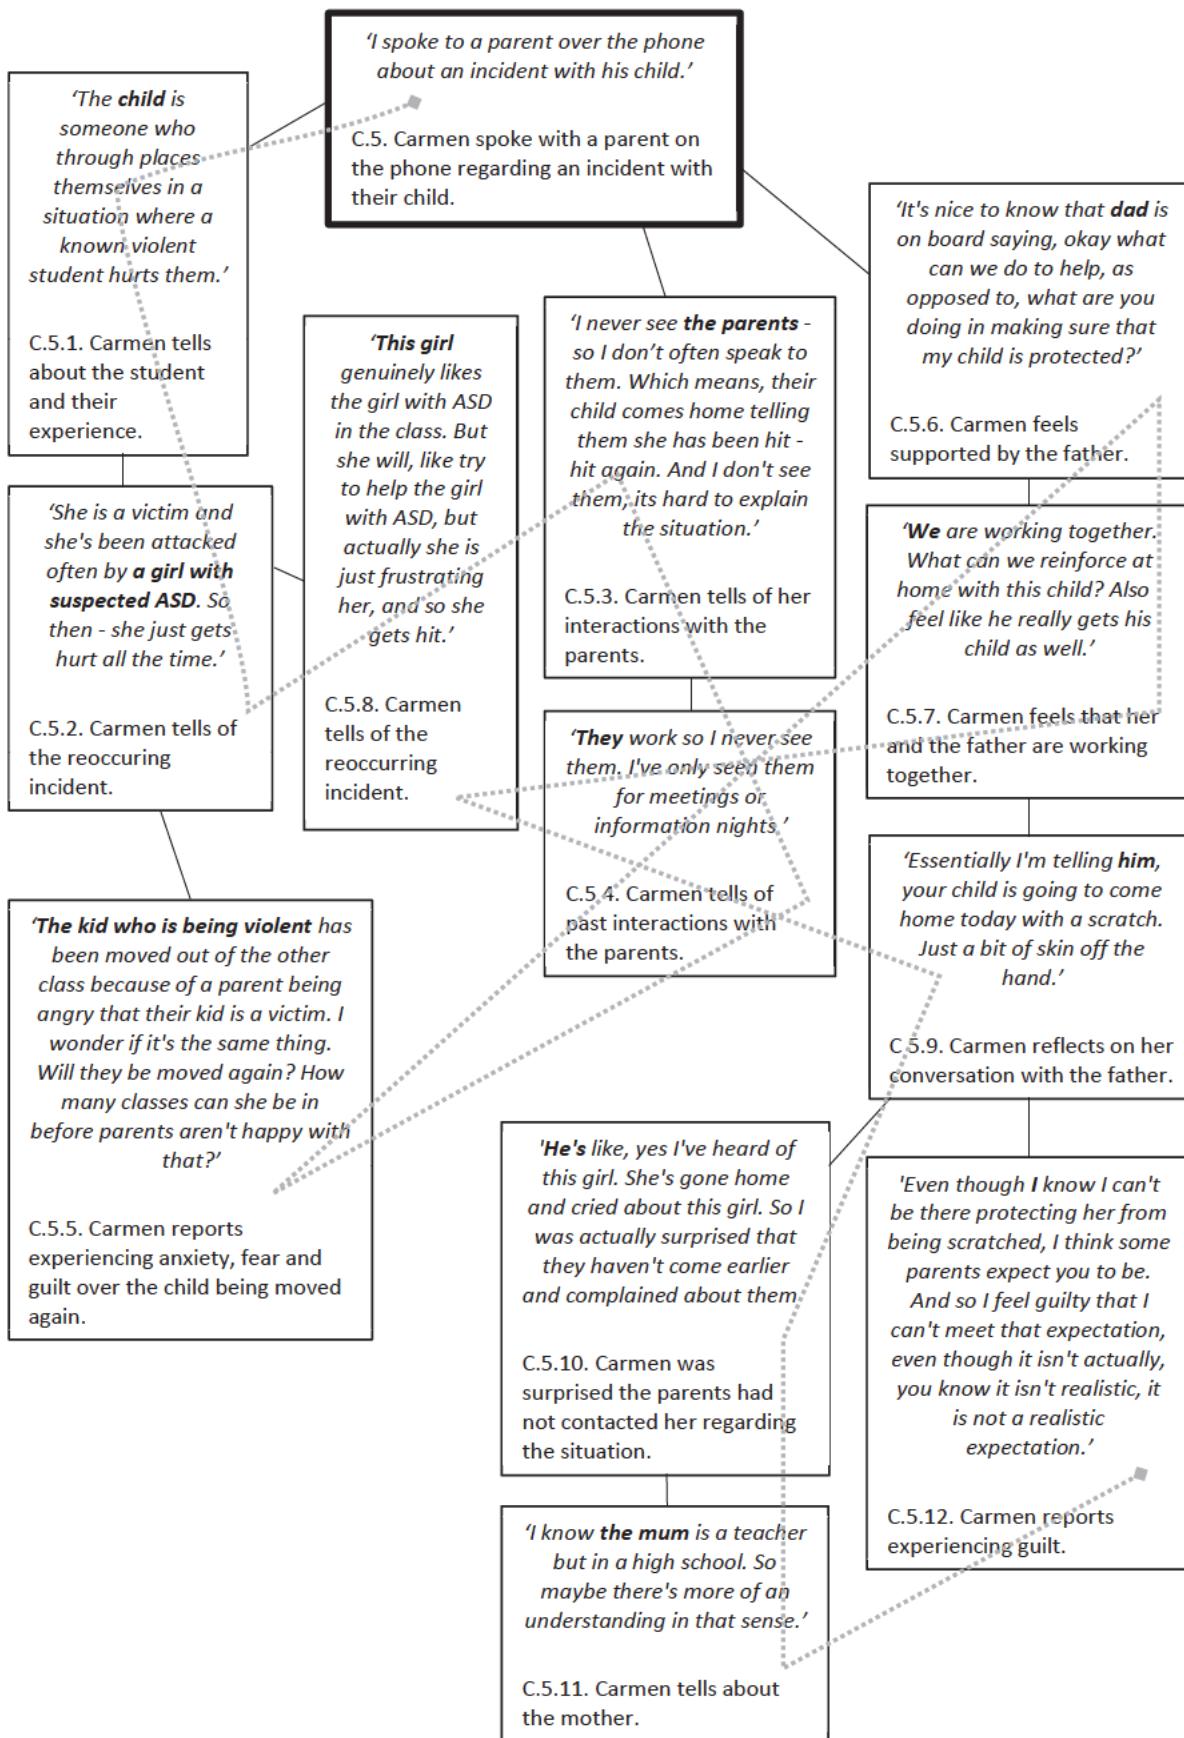 ‘I spoke to a parent over the phone
about an incident with his child.’
C.5. Carmen spoke with a parent on
the phone regarding an incident with
their child.
‘The child is
someone who
through places
themselves in a
situation where a
known violent
student hurts them.’
C.5.1. Carmen tells
about the student
and their
experience.
‘She is a victim and
she's been attacked
often by a girl with
suspected ASD. So
then - she just gets
hurt all the time.’
C.5.2. Carmen tells of
the reoccuring
incident.
‘This girl
genuinely likes
the girl with ASD
in the class. But
she will, like try
to help the girl
with ASD, but
actually she is
just frustrating
her, and so she
gets hit.’
C.5.8. Carmen
tells of the
reoccurring
incident.
‘I never see the parents -
so I don’t often speak to
them. Which means, their
child comes home telling
them she has been hit -
hit again. And I don't see
them, its hard to explain
the situation.’
C.5.3. Carmen tells of her
interactions with the
parents.
‘They work so I never see
them. I've only seen them
for meetings or
information nights.’
C.5.4. Carmen tells of
past interactions with
the parents.
‘The kid who is being violent has
been moved out of the other
class because of a parent being
angry that their kid is a victim. I
wonder if it's the same thing.
Will they be moved again? How
many classes can she be in
before parents aren't happy with
that?’
C.5.5. Carmen reports
experiencing anxiety, fear and
guilt over the child being moved
again.
‘It's nice to know that dad is
on board saying, okay what
can we do to help, as
opposed to, what are you
doing in making sure that
my child is protected?’
C.5.6. Carmen feels
supported by the father.
‘We are working together.
What can we reinforce at
home with this child? Also
feel like he really gets his
child as well.’
C.5.7. Carmen feels that her
and the father are working
together.
‘Essentially I'm telling him,
your child is going to come
home today with a scratch.
Just a bit of skin off the
hand.’
C 5.9. Carmen reflects on her
conversation with the father.
'He's like, yes I've heard of
this girl. She's gone home
and cried about this girl. So I
was actually surprised that
they haven't come earlier
and complained about them
C.5.10. Carmen was
surprised the parents had
not contacted her regarding
the situation.
‘I know the mum is a teacher
but in a high school. So
maybe there's more of an
understanding in that sense.’
C.5.11. Carmen tells about
the mother.
'Even though I know I can't
be there protecting her from
being scratched, I think some
parents expect you to be.
And so I feel guilty that I
can't meet that expectation,
even though it isn't actually,
you know it isn't realistic, it
is not a realistic
expectation.’
C.5.12. Carmen reports
experiencing guilt.